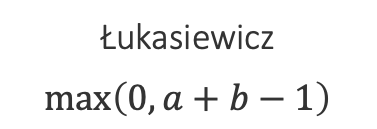 Łukasiewicz
max(0, a + b − 1)